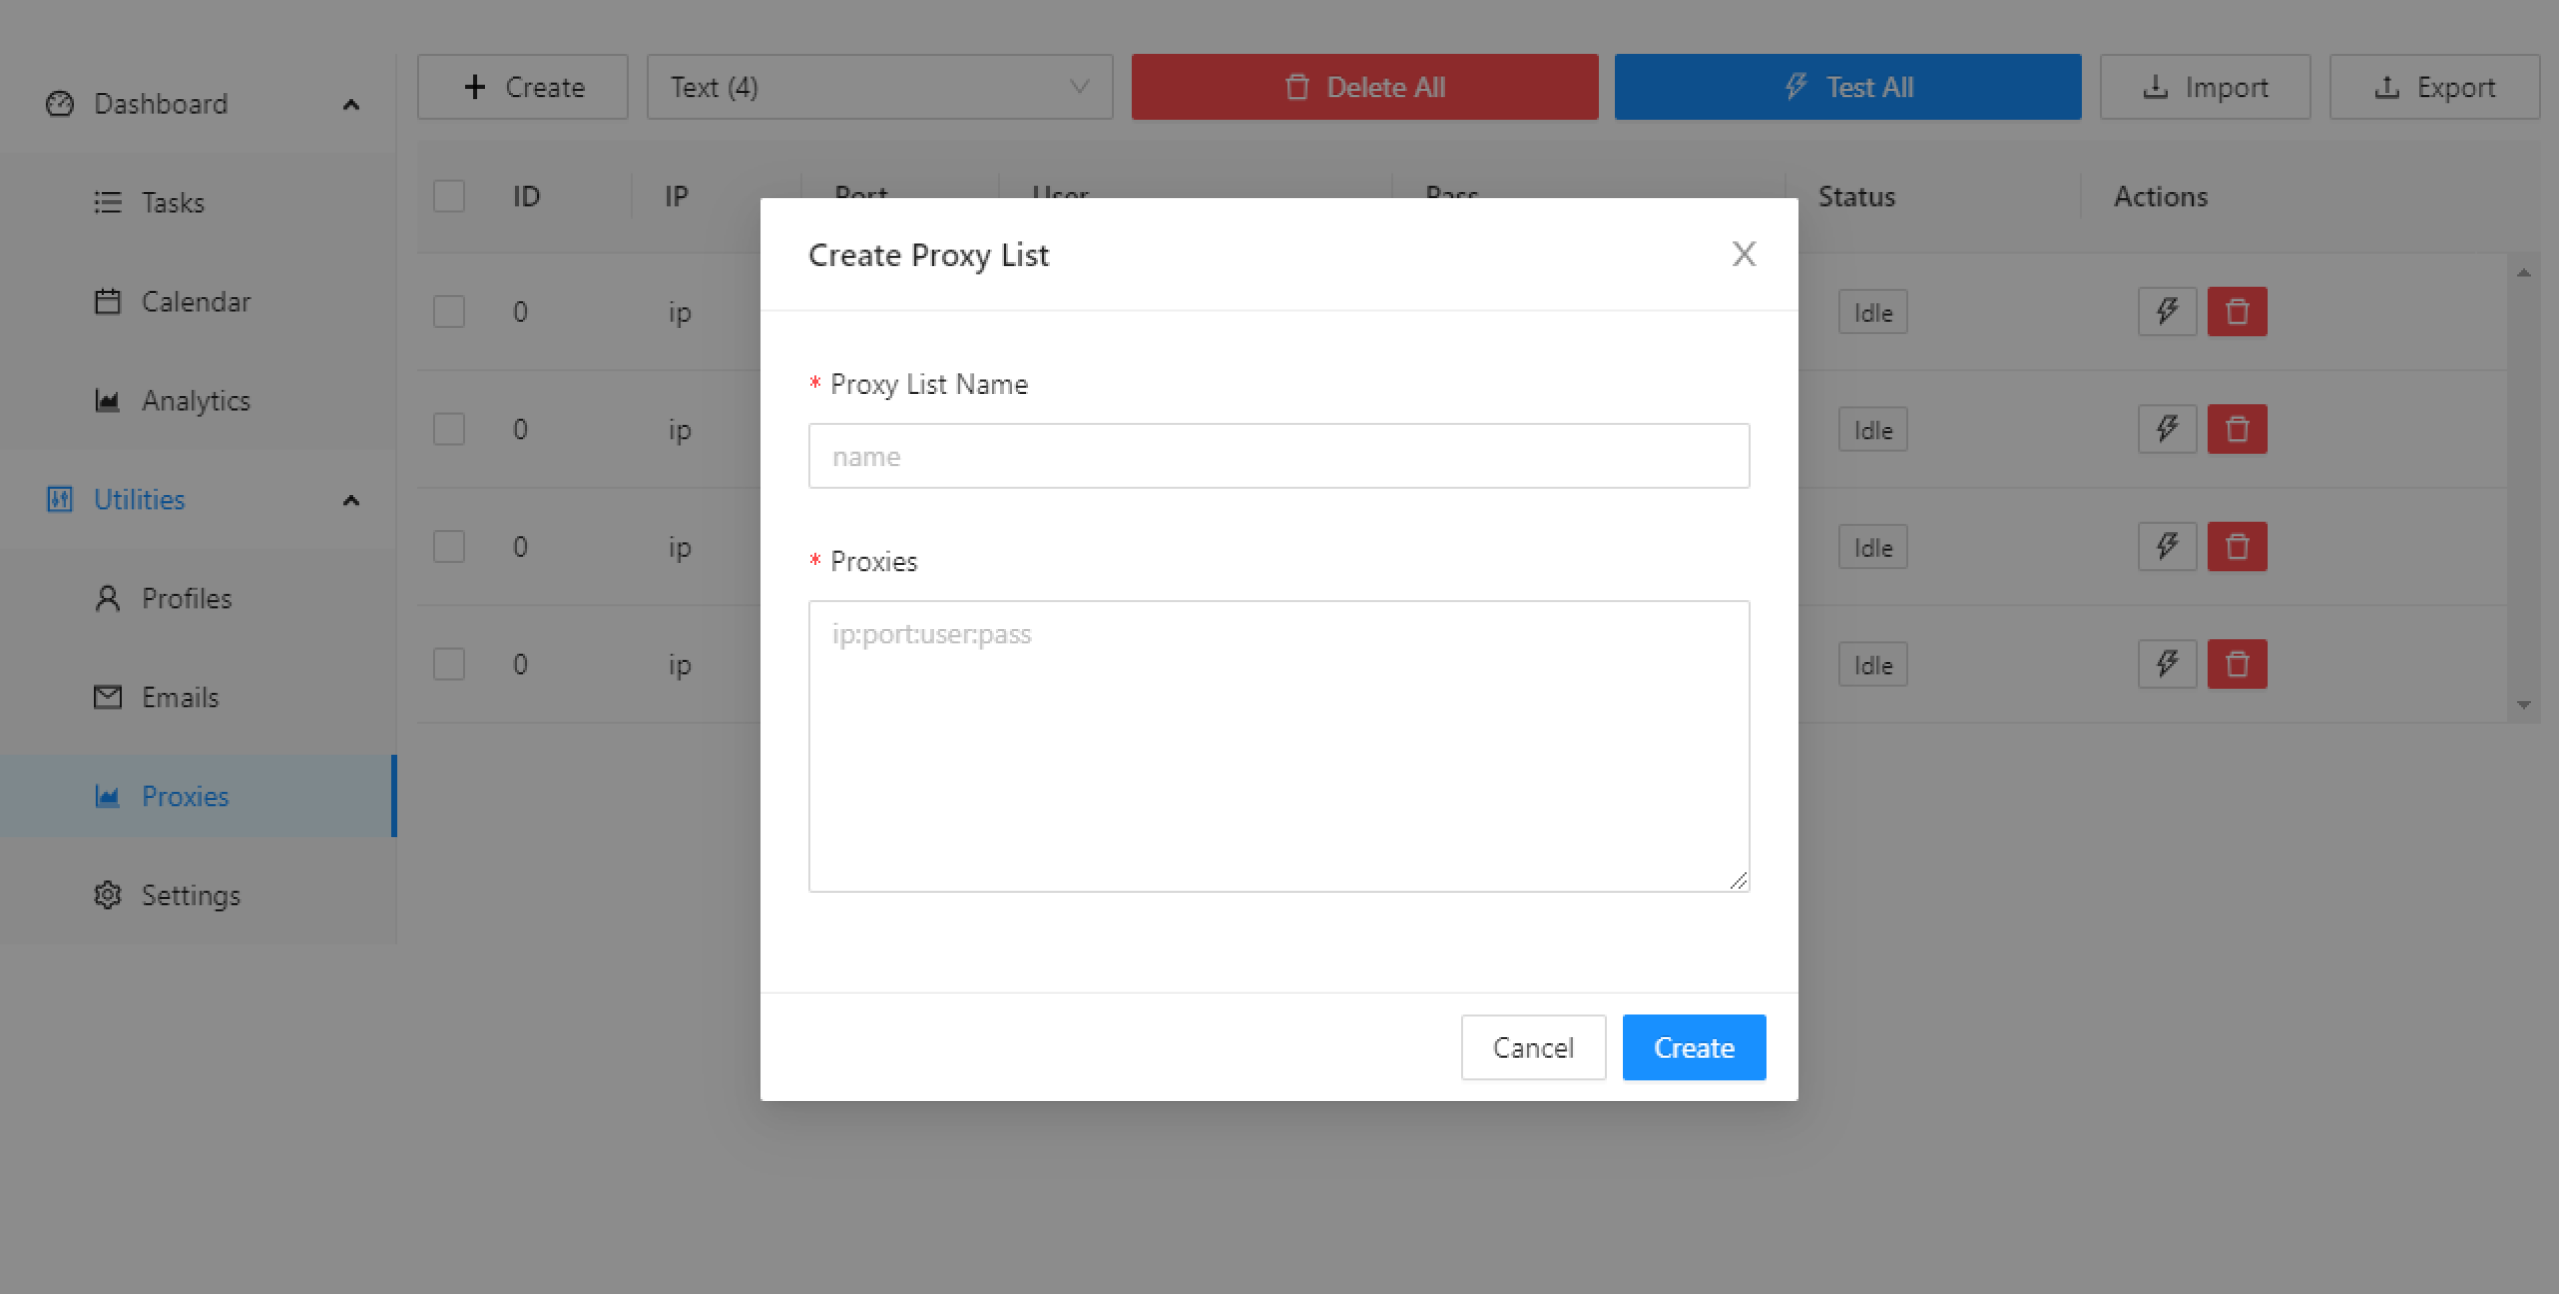 Dashboard
Tasks
Calendar
Analytics
Utilities
Profiles
Emails
Proxies
Settings
Create Text (4) Delete All Test All Import Export
ID IP Port User Pass Status Actions
0 ip Idle
0 ip Idle
0 ip Idle
0 ip Idle
Create Proxy List
* Proxy List Name
name
* Proxies
ip:port:user:pass
Cancel Create